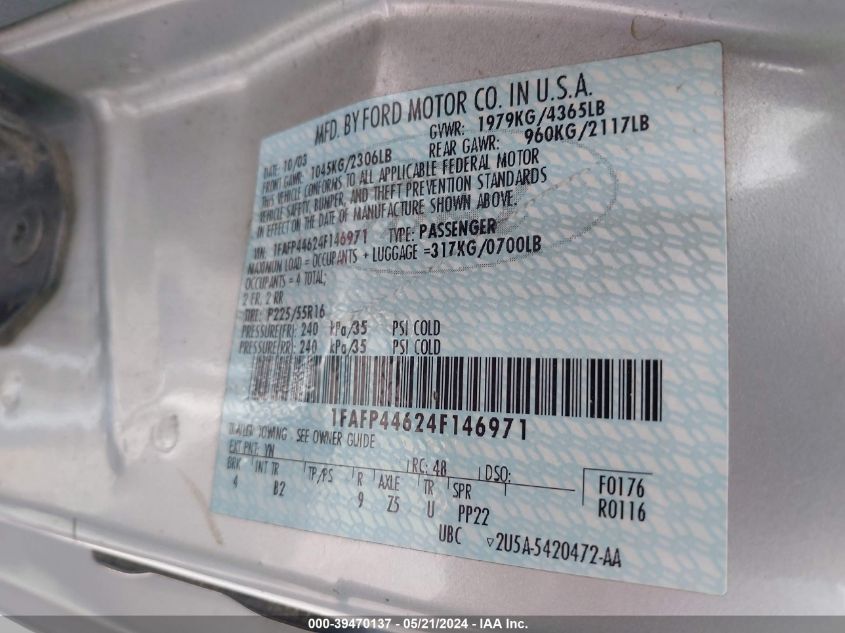 MFD. BY FORD MOTOR CO. IN U.S.A.
DATE: 10/03 GVWR: 1979KG/4365LB
FRONT GAWR: 1045KG/2306LB REAR GAWR: 960KG/2117LB
THIS VEHICLE CONFORMS TO ALL APPLICABLE FEDERAL MOTOR
VEHICLE SAFETY, BUMPER, AND THEFT PREVENTION STANDARDS
IN EFFECT ON THE DATE OF MANUFACTURE SHOWN ABOVE.
VIN: 1FAFP44624F146971 TYPE: PASSENGER
MAXIMUM LOAD = OCCUPANTS + LUGGAGE =317KG/0700LB
OCCUPANTS = 4 TOTAL;
2 FR, 2 RR
TIRE: P225/55R16
PRESSURE(FR): 240 kPa/35 PSI COLD
PRESSURE(RR): 240 kPa/35 PSI COLD
1FAFP44624F146971
TRAILER TOWING - SEE OWNER GUIDE
EXT PNT: YN RC: 48 DSO:
BRK INT TR TP/PS R AXLE TR SPR F0176
4 B2 9 Z5 U PP22 R0116
UBC ▽2U5A-5420472-AA
000-39470137 - 05/21/2024 - IAA Inc.